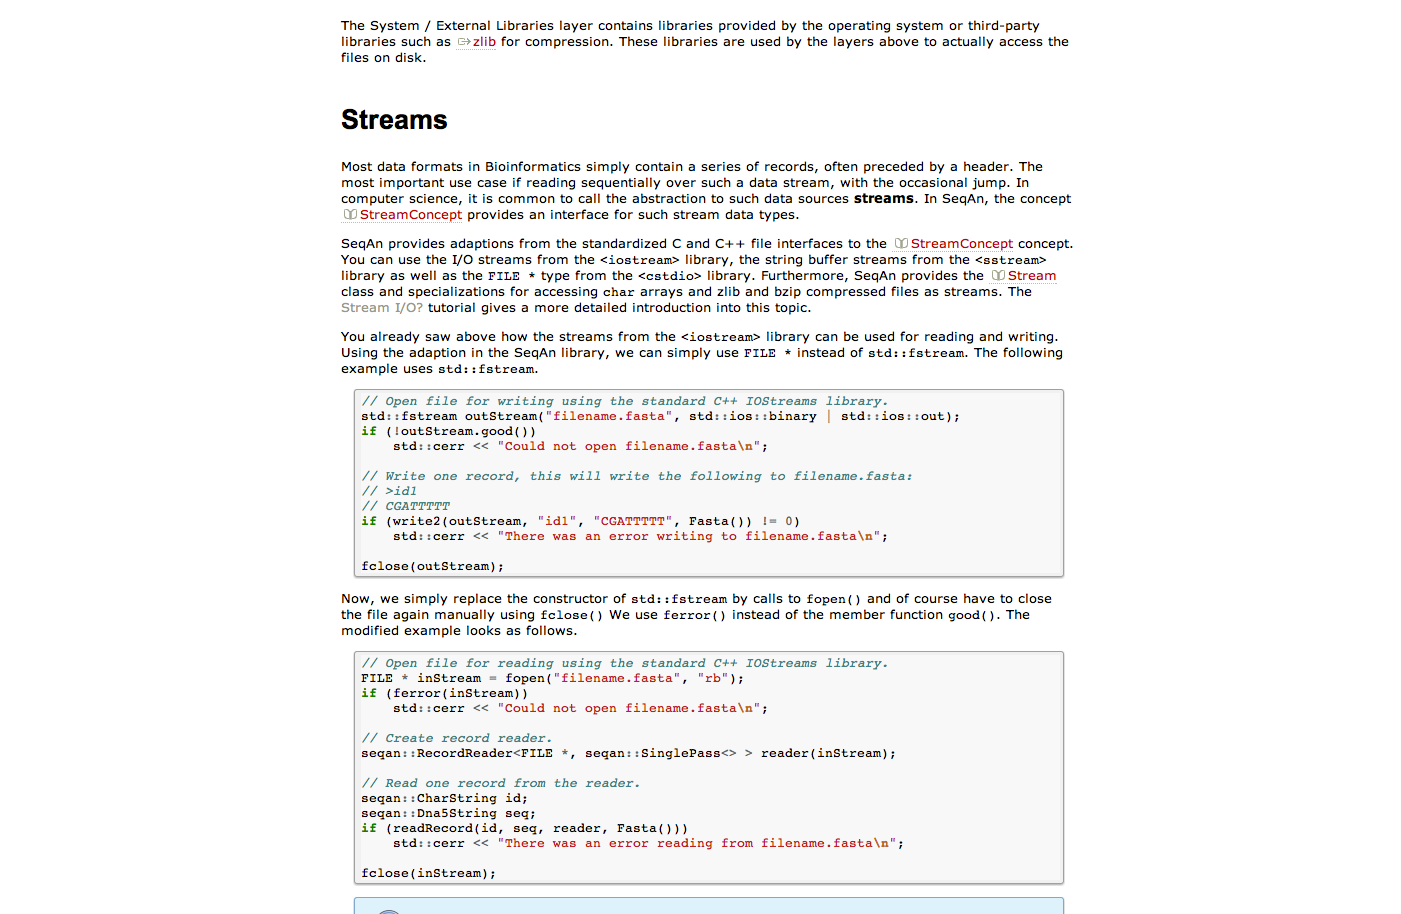 The System / External Libraries layer contains libraries provided by the operating system or third-party
libraries such as zlib for compression. These libraries are used by the layers above to actually access the
files on disk.
Streams
Most data formats in Bioinformatics simply contain a series of records, often preceded by a header. The
most important use case if reading sequentially over such a data stream, with the occasional jump. In
computer science, it is common to call the abstraction to such data sources streams. In SeqAn, the concept
StreamConcept provides an interface for such stream data types.
SeqAn provides adaptions from the standardized C and C++ file interfaces to the StreamConcept concept.
You can use the I/O streams from the <iostream> library, the string buffer streams from the <sstream>
library as well as the FILE * type from the <cstdio> library. Furthermore, SeqAn provides the Stream
class and specializations for accessing char arrays and zlib and bzip compressed files as streams. The
Stream I/O? tutorial gives a more detailed introduction into this topic.
You already saw above how the streams from the <iostream> library can be used for reading and writing.
Using the adaption in the SeqAn library, we can simply use FILE * instead of std::fstream. The following
example uses std::fstream.
// Open file for writing using the standard C++ IOStreams library.
std::fstream outStream("filename.fasta", std::ios::binary | std::ios::out);
if (!outStream.good())
    std::cerr << "Could not open filename.fasta\n";
// Write one record, this will write the following to filename.fasta:
// >id1
// CGATTTTT
if (write2(outStream, "id1", "CGATTTTT", Fasta()) != 0)
    std::cerr << "There was an error writing to filename.fasta\n";
fclose(outStream);
Now, we simply replace the constructor of std::fstream by calls to fopen() and of course have to close
the file again manually using fclose() We use ferror() instead of the member function good(). The
modified example looks as follows.
// Open file for reading using the standard C++ IOStreams library.
FILE * inStream = fopen("filename.fasta", "rb");
if (ferror(inStream))
    std::cerr << "Could not open filename.fasta\n";
// Create record reader.
seqan::RecordReader<FILE *, seqan::SinglePass<> > reader(inStream);
// Read one record from the reader.
seqan::CharString id;
seqan::Dna5String seq;
if (readRecord(id, seq, reader, Fasta()))
    std::cerr << "There was an error reading from filename.fasta\n";
fclose(inStream);